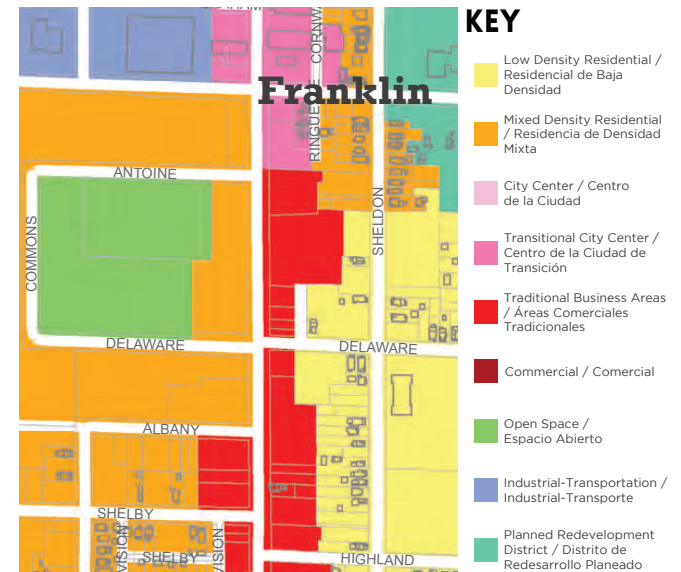 KEY
Low Density Residential /
Residencial de Baja
Densidad
Mixed Density Residential
/ Residencia de Densidad
Mixta
City Center / Centro
de la Ciudad
Transitional City Center /
Centro de la Ciudad de
Transición
Traditional Business Areas
/ Áreas Comerciales
Tradicionales
Commercial / Comercial
Open Space /
Espacio Abierto
Industrial-Transportation /
Industrial-Transporte
Planned Redevelopment
District / Distrito de
Redesarrollo Planeado
Franklin
ANTOINE
COMMONS
SHELDON
DELAWARE
DELAWARE
ALBANY
SHELBY
SHELBY
HIGHLAND